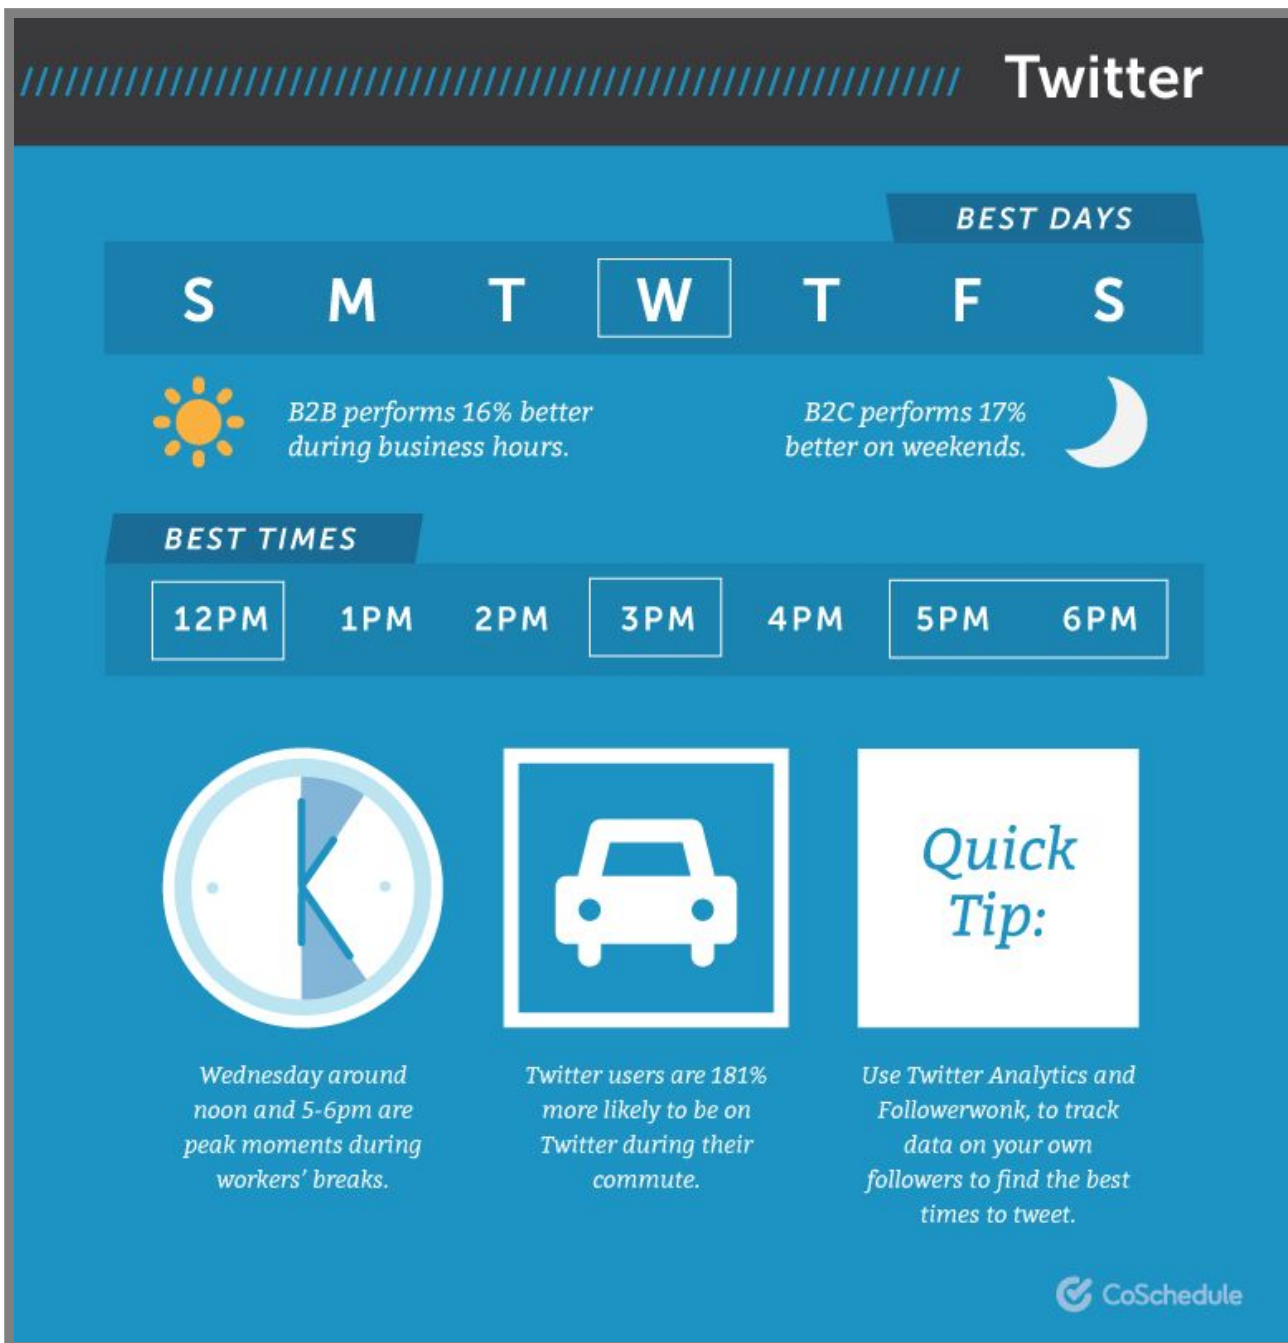 Twitter
BEST DAYS
S M T W T F S
B2B performs 16% better
during business hours.
B2C performs 17%
better on weekends.
BEST TIMES
12PM 1PM 2PM 3PM 4PM 5PM 6PM
Quick
Tip:
Wednesday around
noon and 5-6pm are
peak moments during
workers’ breaks.
Twitter users are 181%
more likely to be on
Twitter during their
commute.
Use Twitter Analytics and
Followerwonk, to track
data on your own
followers to find the best
times to tweet.
CoSchedule